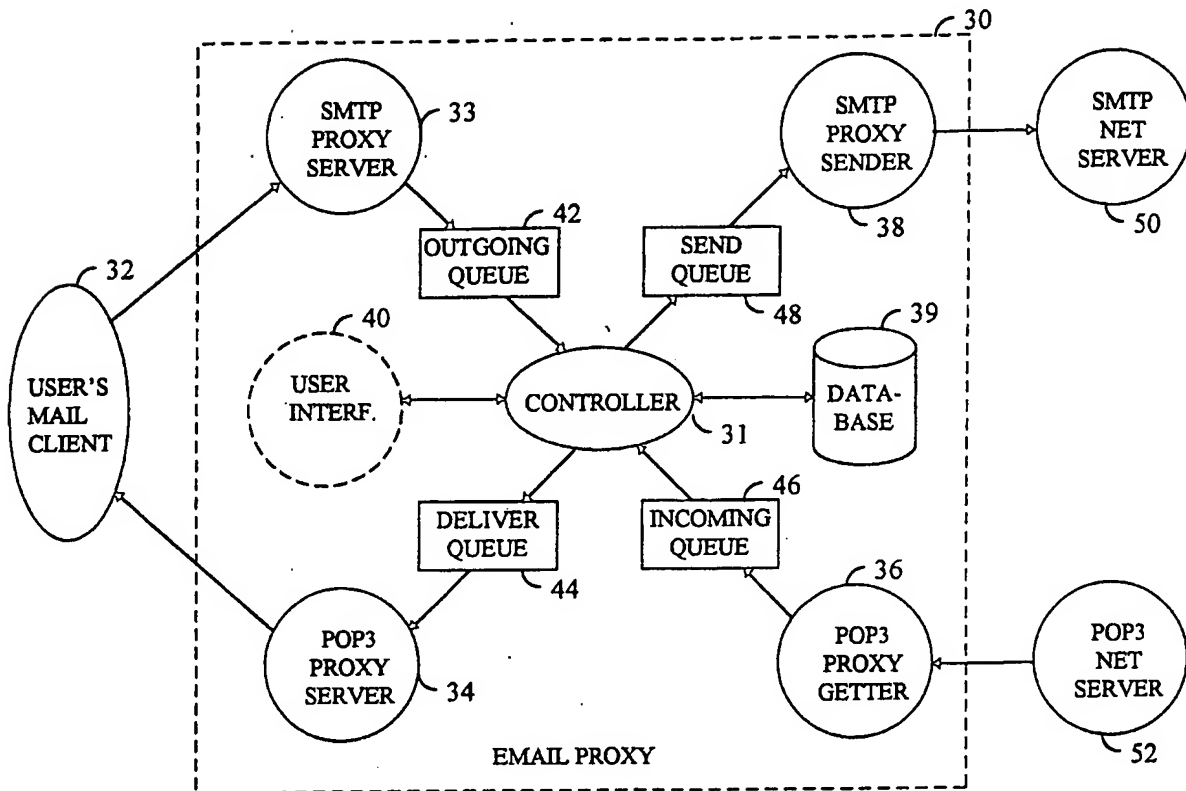 30
SMTP
PROXY
SERVER
33
SMTP
PROXY
SENDER
38
SMTP
NET
SERVER
50
42
OUTGOING
QUEUE
SEND
QUEUE
48
32
USER'S
MAIL
CLIENT
40
USER
INTERF.
CONTROLLER
31
39
DATA-
BASE
DELIVER
QUEUE
44
46
INCOMING
QUEUE
36
POP3
PROXY
SERVER
34
POP3
PROXY
GETTER
POP3
NET
SERVER
52
EMAIL PROXY